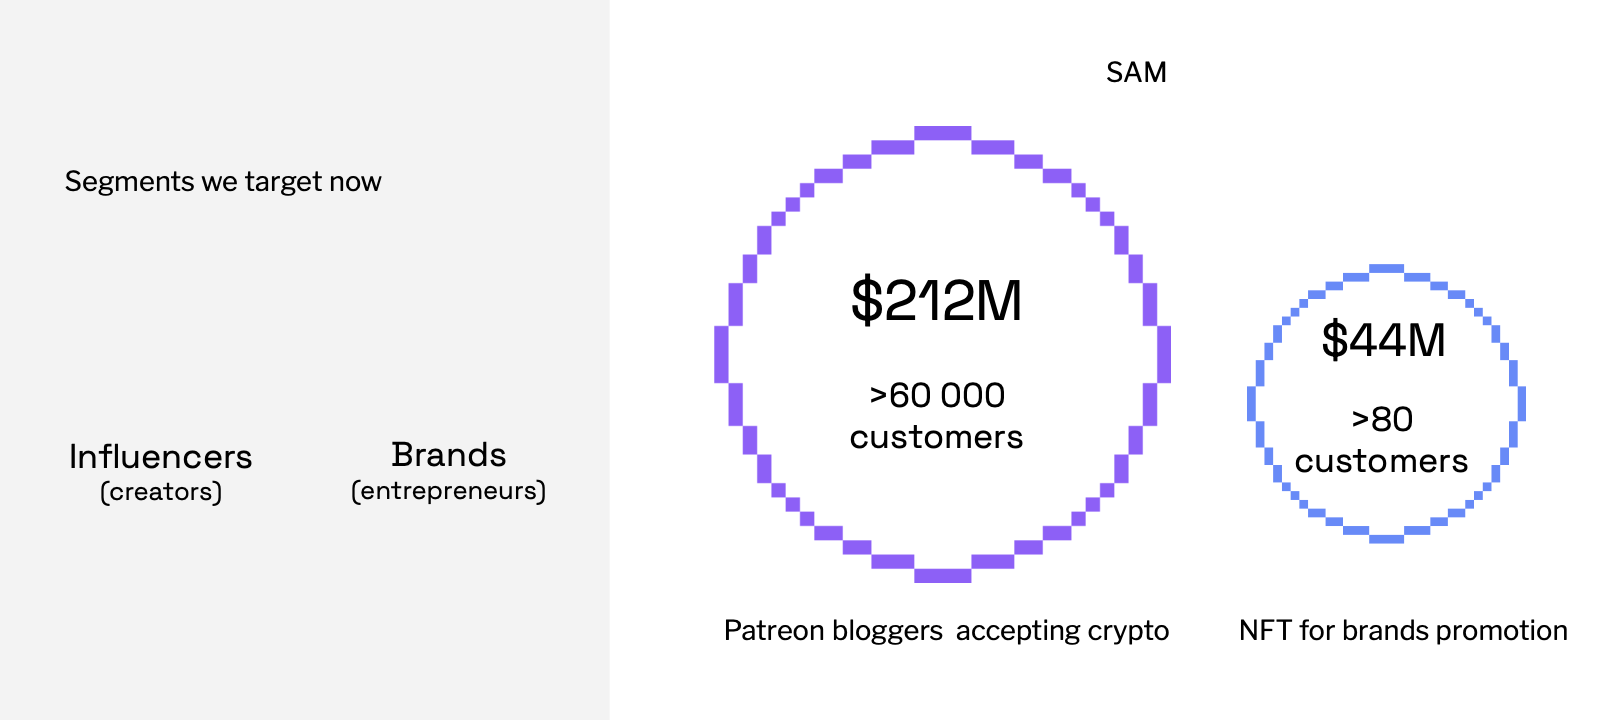 Segments we target now
Influencers
(creators)
Brands
(entrepreneurs)
SAM
$212M
>60 000
customers
Patreon bloggers  accepting crypto
$44M
>80
customers
NFT for brands promotion